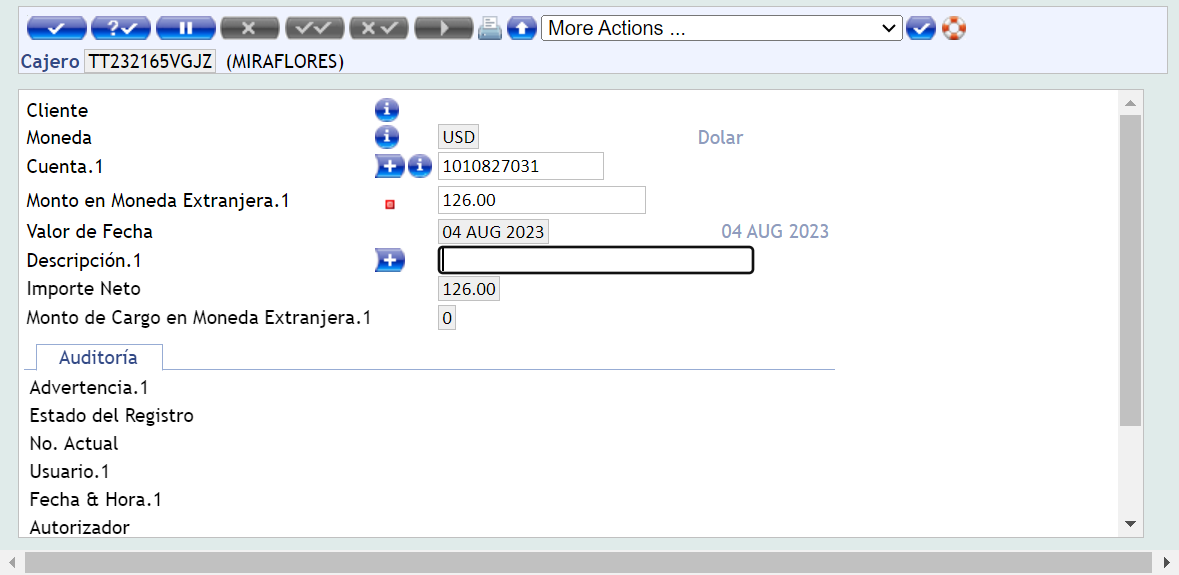 More Actions ...
Cajero TT232165VGJZ (MIRAFLORES)
Cliente
Moneda USD Dolar
Cuenta.1 1010827031
Monto en Moneda Extranjera.1 126.00
Valor de Fecha 04 AUG 2023 04 AUG 2023
Descripción.1
Importe Neto 126.00
Monto de Cargo en Moneda Extranjera.1 0
Auditoría
Advertencia.1
Estado del Registro
No. Actual
Usuario.1
Fecha & Hora.1
Autorizador